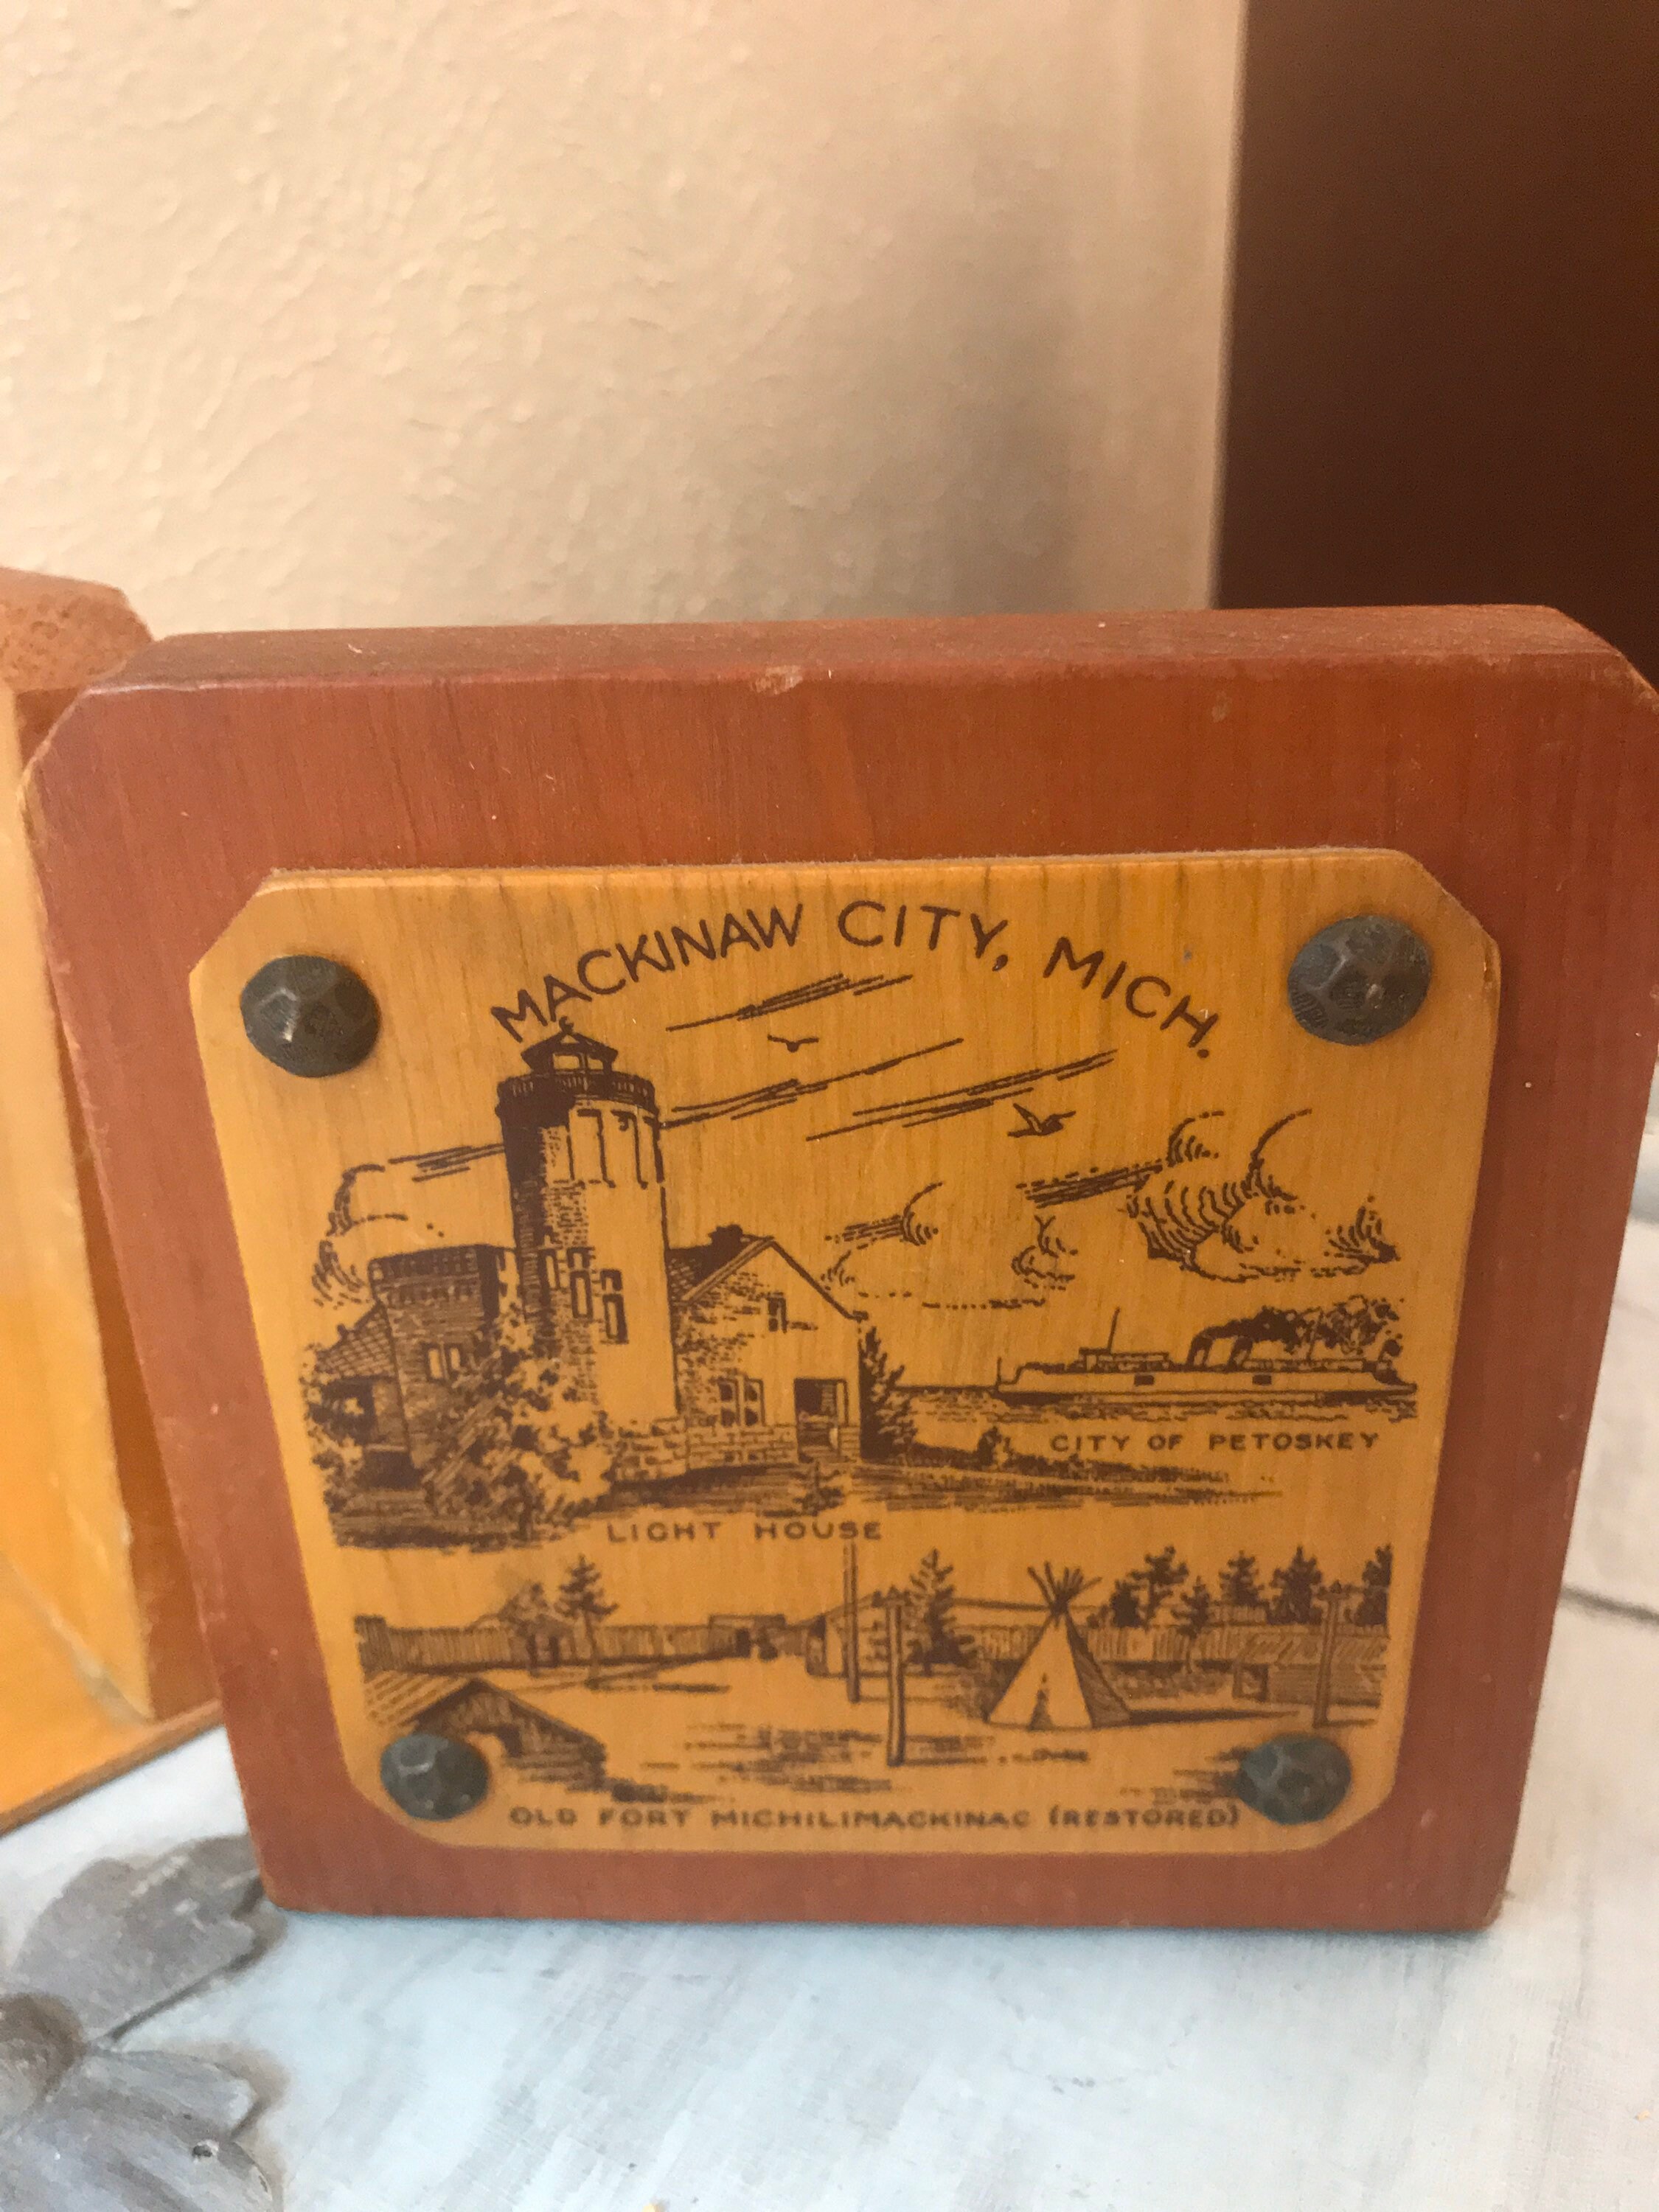 MACKINAW CITY, MICH.
CITY OF PETOSKEY
LIGHT HOUSE
OLD FORT MICHILIMACKINAC (RESTORED)